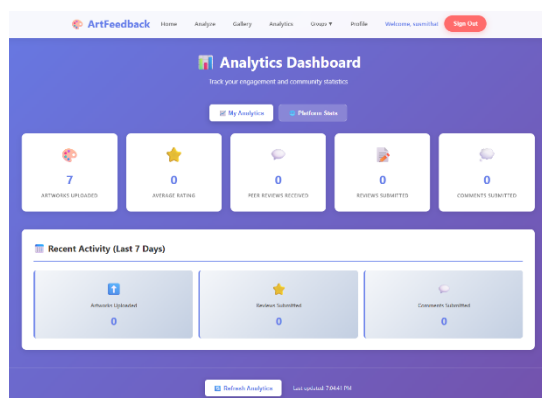 ArtFeedback Home Analyze Gallery Analytics Groups ▼ Profile Welcome, sasmithat Sign Out
Analytics Dashboard
Track your engagement and community statistics
My Analytics Platform Stats
7 0 0 0 0
ARTWORKS UPLOADED AVERAGE RATING PEER REVIEWS RECEIVED REVIEWS SUBMITTED COMMENTS SUBMITTED
Recent Activity (Last 7 Days)
Artworks Uploaded Reviews Submitted Comments Submitted
0 0 0
Refresh Analytics Last updated: 7:04:41 PM